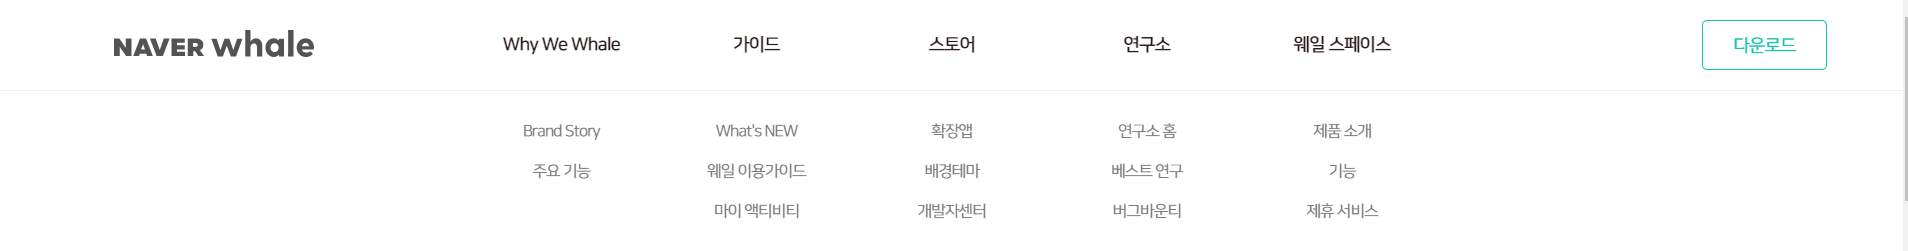 NAVER whale
Why We Whale 가이드 스토어 연구소 웨일 스페이스 다운로드
Brand Story What's NEW 확장앱 연구소 홈 제품 소개
주요 기능 웨일 이용가이드 배경테마 베스트 연구 기능
마이 액티비티 개발자센터 버그바운티 제휴 서비스